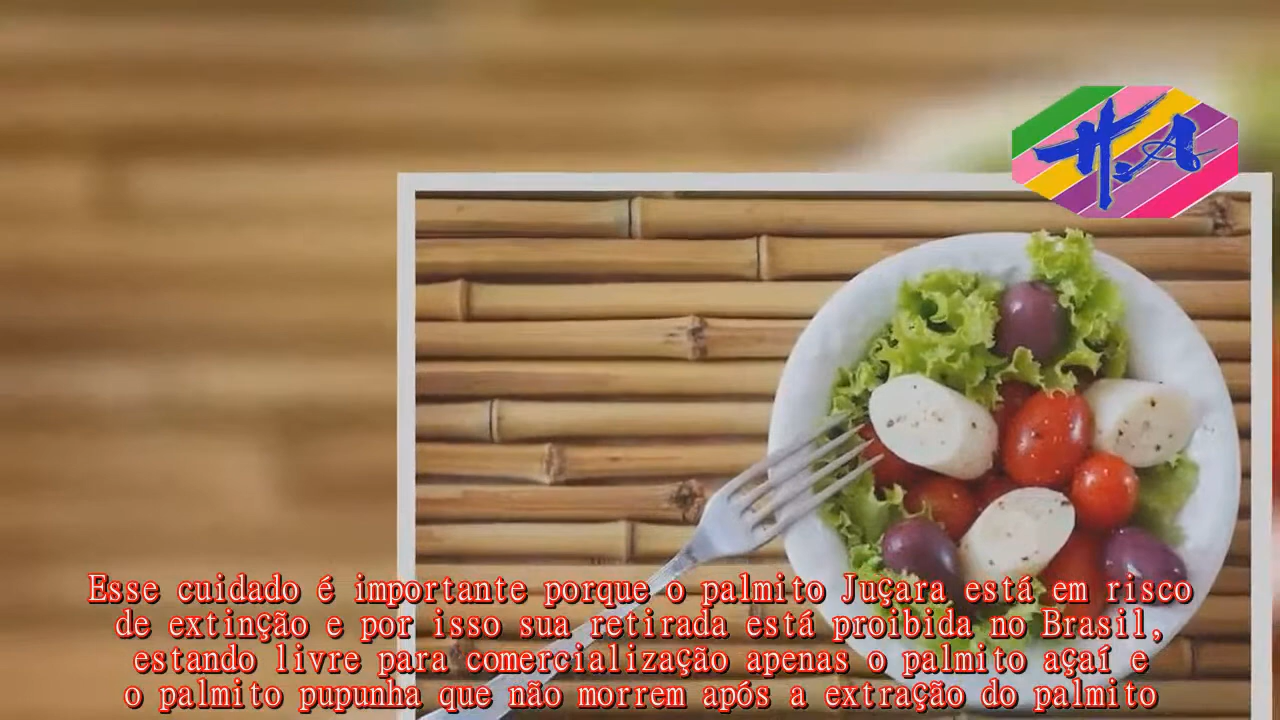 H.A
Esse cuidado é importante porque o palmito Juçara está em risco
de extinção e por isso sua retirada está proibida no Brasil,
estando livre para comercialização apenas o palmito açaí e
o palmito pupunha que não morrem após a extração do palmito